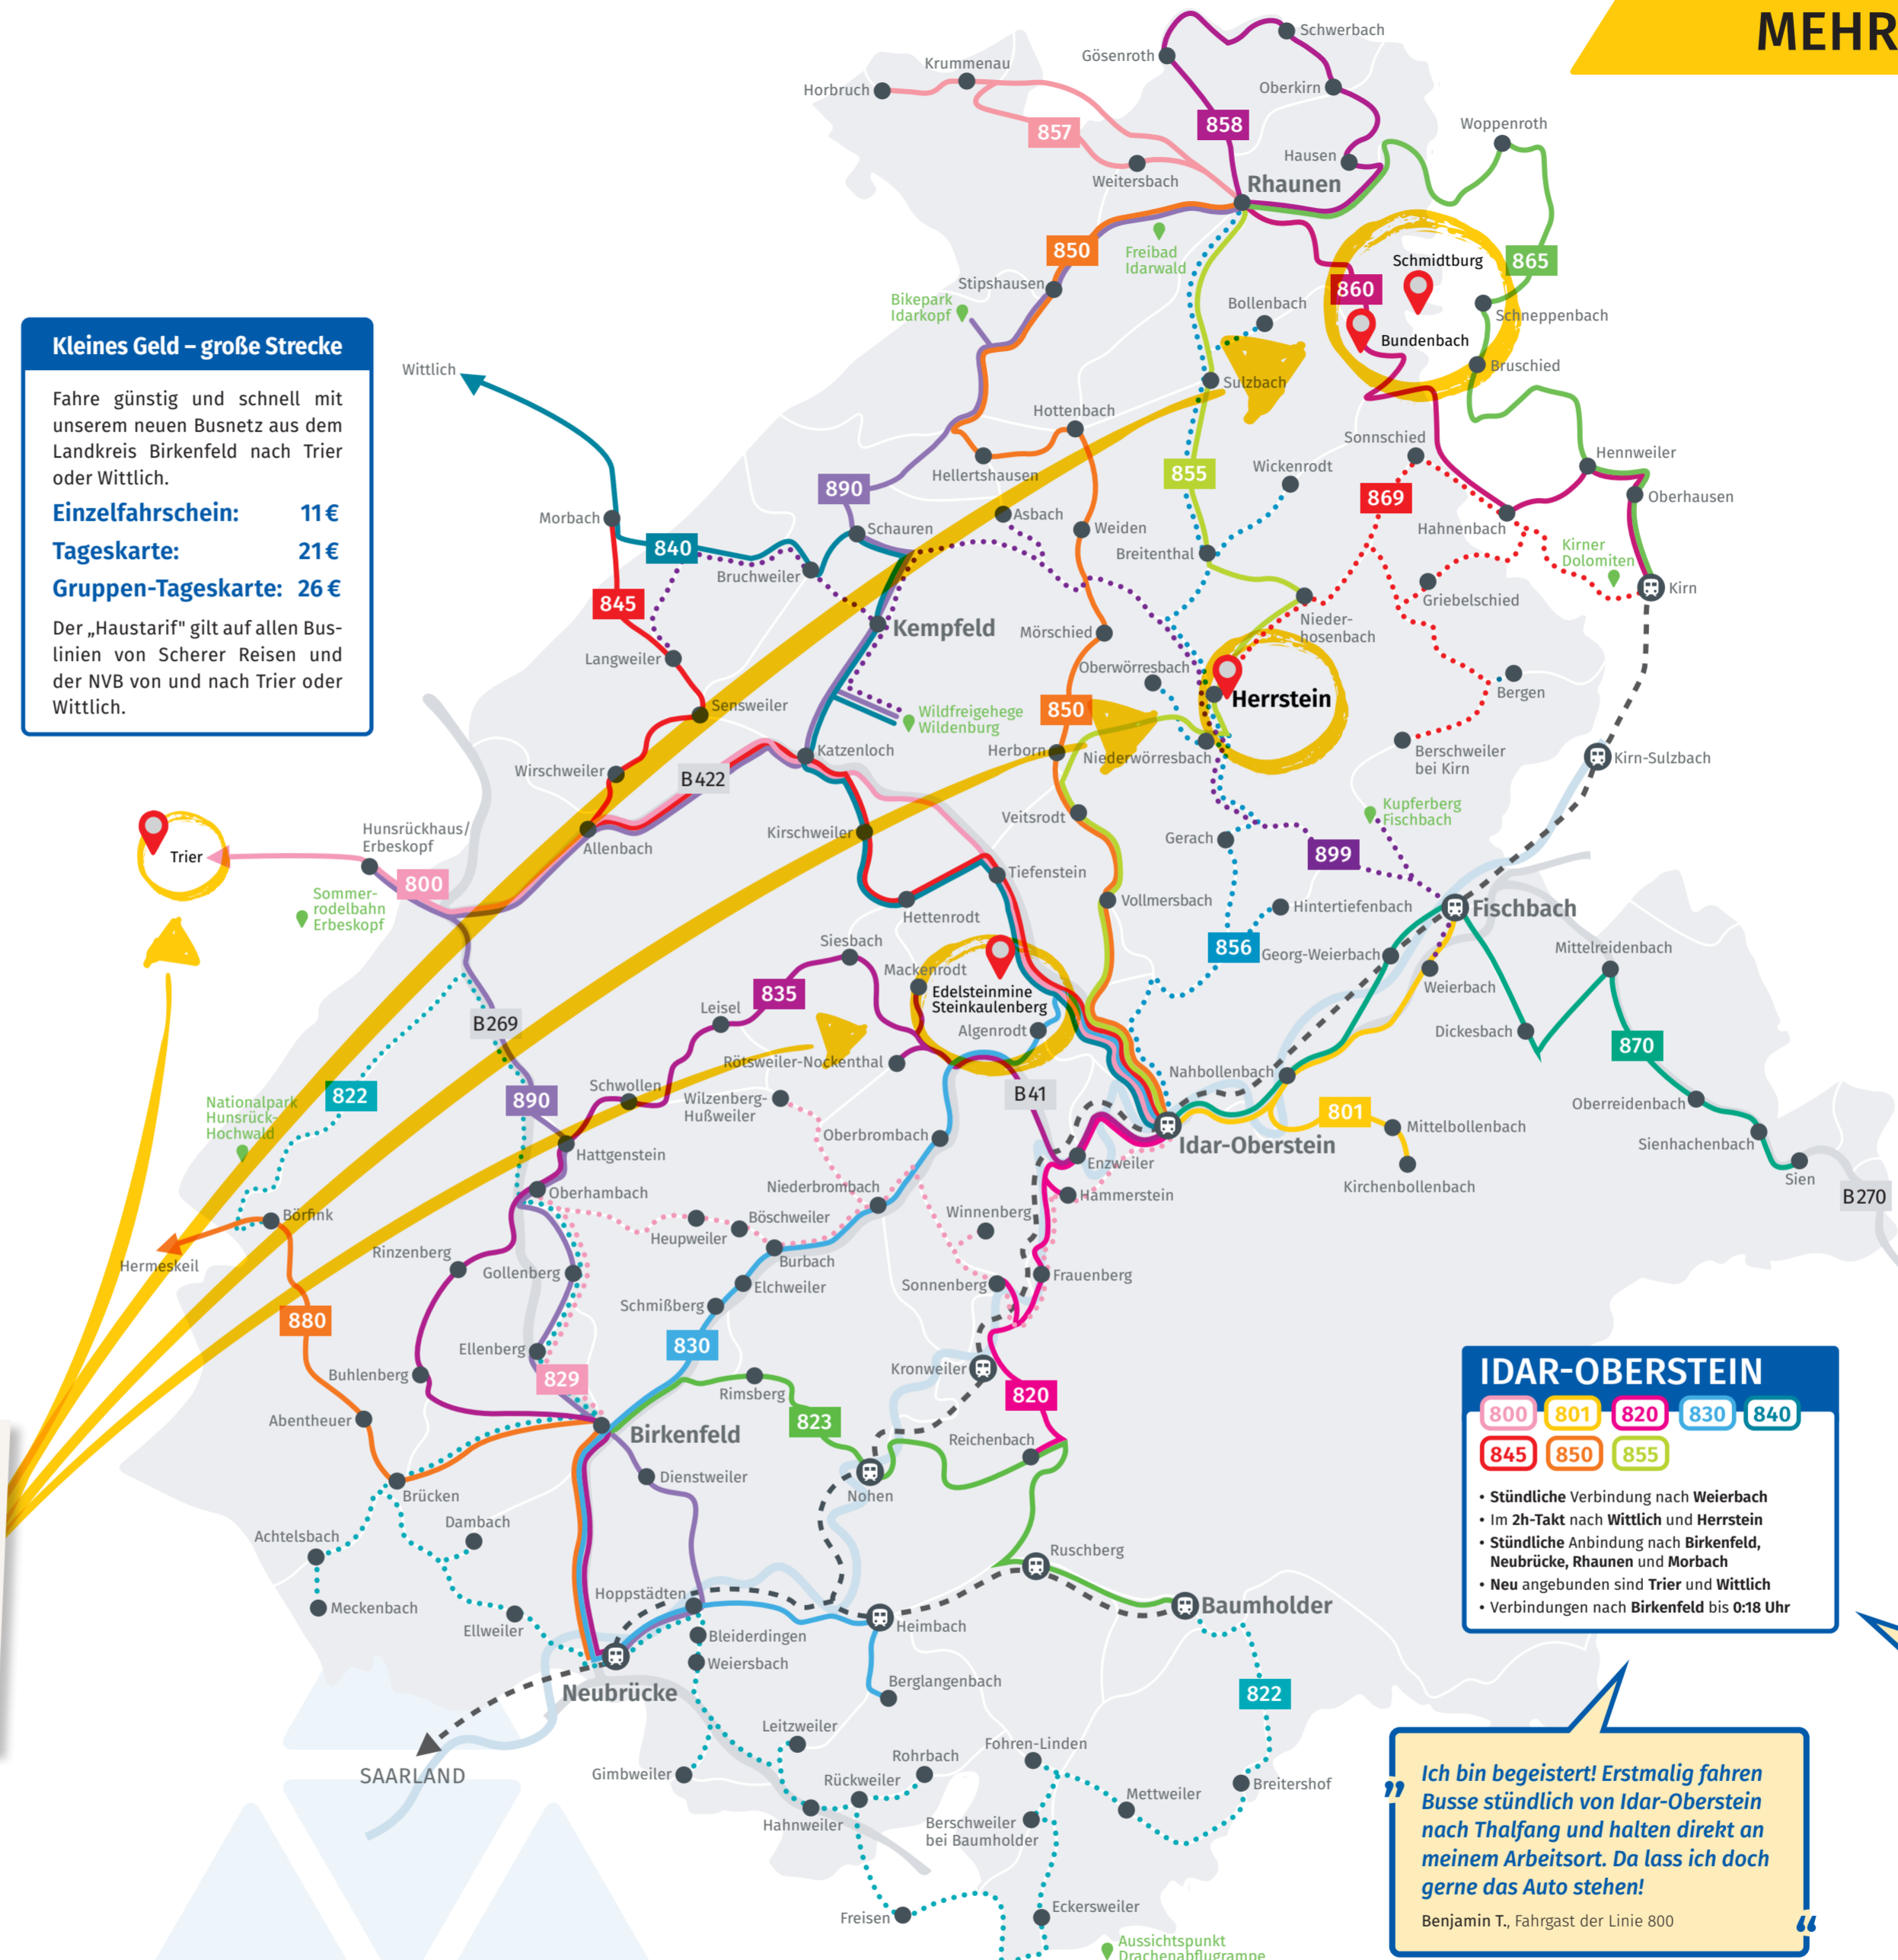 MEHR
Kleines Geld – große Strecke
Fahre günstig und schnell mit
unserem neuen Busnetz aus dem
Landkreis Birkenfeld nach Trier
oder Wittlich.
Einzelfahrschein: 11 €
Tageskarte: 21 €
Gruppen-Tageskarte: 26 €
Der „Haustarif" gilt auf allen Bus-
linien von Scherer Reisen und
der NVB von und nach Trier oder
Wittlich.
Schwerbach
Gösenroth
Krummenau
Horbruch
Oberkirn
858
857
Woppenroth
Hausen
Weitersbach
Rhaunen
850
Freibad
Idarwald
Schmidtburg
865
Stipshausen
860
Bikepark
Idarkopf
Bollenbach
Schneppenbach
Bundenbach
Bruschied
Wittlich
Sulzbach
Hottenbach
Sonnschied
Hennweiler
Hellertshausen
855
Wickenrodt
890
869
Oberhausen
Morbach
Asbach
Schauren
Weiden
Hahnenbach
840
Bruchweiler
Breitenthal
Kirner
Dolomiten
Kirn
845
Griebelschied
Kempfeld
Mörschied
Nieder-
hosenbach
Langweiler
Oberwörresbach
Bergen
Herrstein
Sensweiler
850
Wildfreigehege
Wildenburg
Katzenloch
Herborn
Niederwörresbach
Berschweiler
bei Kirn
Kirn-Sulzbach
Wirschweiler
B 422
Kupferberg
Fischbach
Hunsrückhaus/
Erbeskopf
Kirschweiler
Veitsrodt
Gerach
Trier
Allenbach
899
800
Tiefenstein
Sommer-
rodelbahn
Erbeskopf
Hettenrodt
Vollmersbach
Hintertiefenbach
Fischbach
Siesbach
856
Georg-Weierbach
Mittelreidenbach
Mackenrodt
835
Edelsteinmine
Steinkaulenberg
Weierbach
Leisel
B269
Algenrodt
Dickesbach
870
Rötsweiler-Nockenthal
Nahbollenbach
822
890
Schwollen
Wilzenberg-
Hußweiler
B 41
Nationalpark
Hunsrück-
Hochwald
801
Oberreidenbach
Mittelbollenbach
Oberbrombach
Idar-Oberstein
Sienhachenbach
Hattgenstein
Enzweiler
Kirchenbollenbach
Sien
B 270
Oberhambach
Niederbrombach
Hammerstein
Börfink
Böschweiler
Winnenberg
Heupweiler
Hermeskeil
Rinzenberg
Burbach
Gollenberg
Frauenberg
Elchweiler
Sonnenberg
Schmißberg
880
830
Ellenberg
Kronweiler
Buhlenberg
829
Rimsberg
820
Abentheuer
823
Birkenfeld
Reichenbach
Dienstweiler
Brücken
Nohen
Dambach
Achtelsbach
Ruschberg
Hoppstädten
Meckenbach
Baumholder
Ellweiler
Heimbach
Bleiderdingen
Weiersbach
Berglangenbach
Neubrücke
822
Leitzweiler
Fohren-Linden
SAARLAND
Gimbweiler
Rohrbach
Rückweiler
Breitershof
Mettweiler
Hahnweiler
Berschweiler
bei Baumholder
Freisen
Eckersweiler
Aussichtspunkt
Drachenabflugrampe
IDAR-OBERSTEIN
800 801 820 830 840
845 850 855
• Stündliche Verbindung nach Weierbach
• Im 2h-Takt nach Wittlich und Herrstein
• Stündliche Anbindung nach Birkenfeld,
Neubrücke, Rhaunen und Morbach
• Neu angebunden sind Trier und Wittlich
• Verbindungen nach Birkenfeld bis 0:18 Uhr
„Ich bin begeistert! Erstmalig fahren
Busse stündlich von Idar-Oberstein
nach Thalfang und halten direkt an
meinem Arbeitsort. Da lass ich doch
gerne das Auto stehen!
Benjamin T., Fahrgast der Linie 800 “